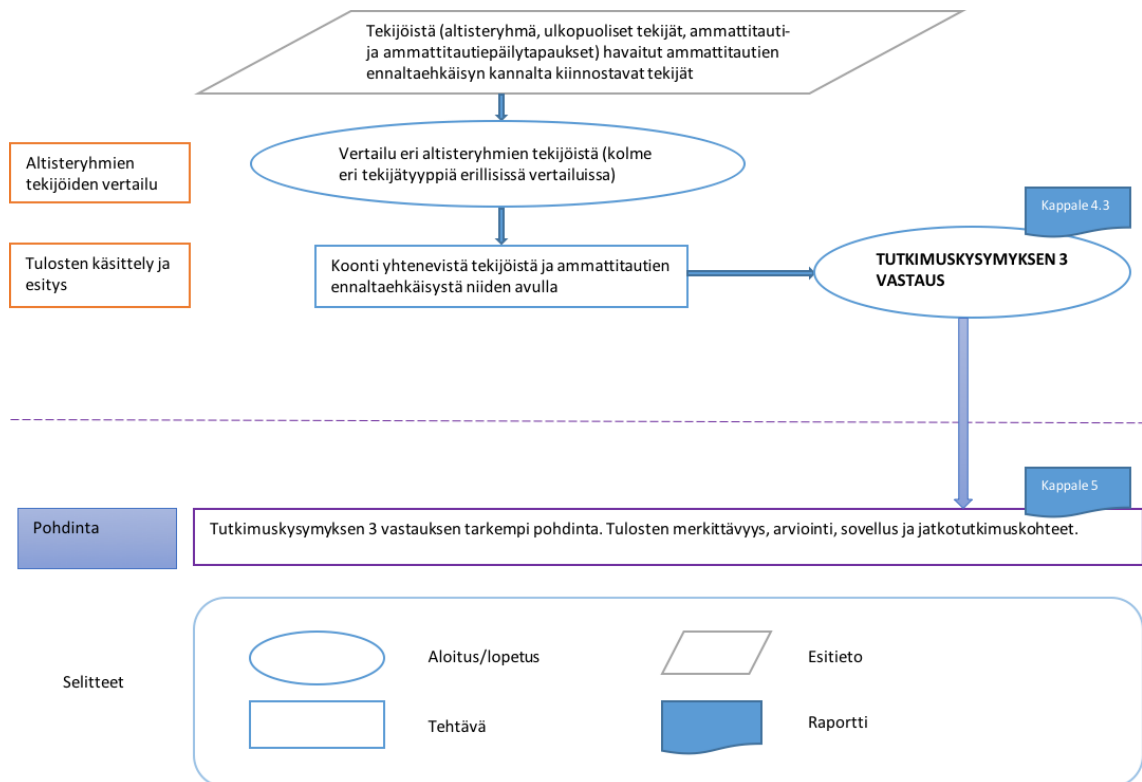 Tekijöistä (altisteryhmä, ulkopuoliset tekijät, ammattitauti-
ja ammattitautiepäilytapaukset) havaitut ammattitautien
ennaltaehkäisyn kannalta kiinnostavat tekijät
Altisteryhmien
tekijöiden vertailu
Vertailu eri altisteryhmien tekijöistä (kolme
eri tekijätyyppiä erillisissä vertailuissa)
Kappale 4.3
Tulosten käsittely ja
esitys
Koonti yhtenevistä tekijöistä ja ammattitautien
ennaltaehkäisystä niiden avulla
TUTKIMUSKYSYMYKSEN 3
VASTAUS
Kappale 5
Pohdinta
Tutkimuskysymyksen 3 vastauksen tarkempi pohdinta. Tulosten merkittävyys, arviointi, sovellus ja jatkotutkimuskohteet.
Selitteet
Aloitus/lopetus
Esitieto
Tehtävä
Raportti